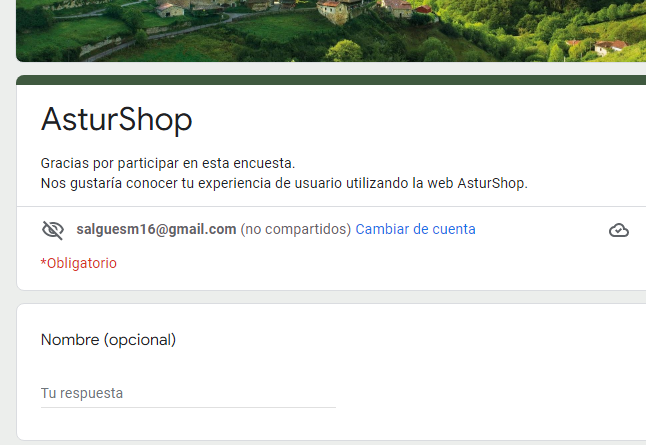 AsturShop
Gracias por participar en esta encuesta.
Nos gustaría conocer tu experiencia de usuario utilizando la web AsturShop.
salguesm16@gmail.com (no compartidos) Cambiar de cuenta
*Obligatorio
Nombre (opcional)
Tu respuesta